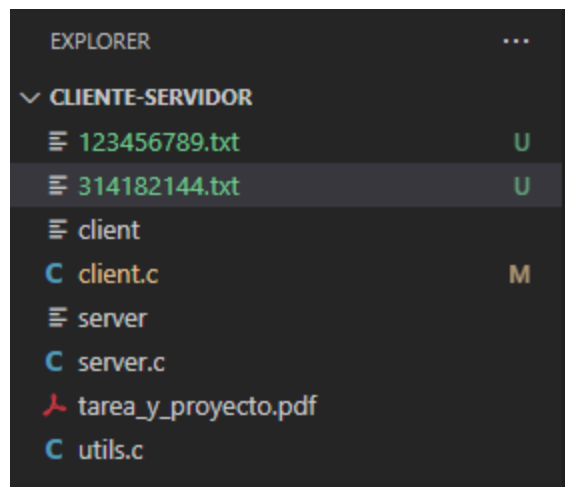 EXPLORER ...
CLIENTE-SERVIDOR
123456789.txt U
314182144.txt U
client
C client.c M
server
C server.c
tarea_y_proyecto.pdf
C utils.c